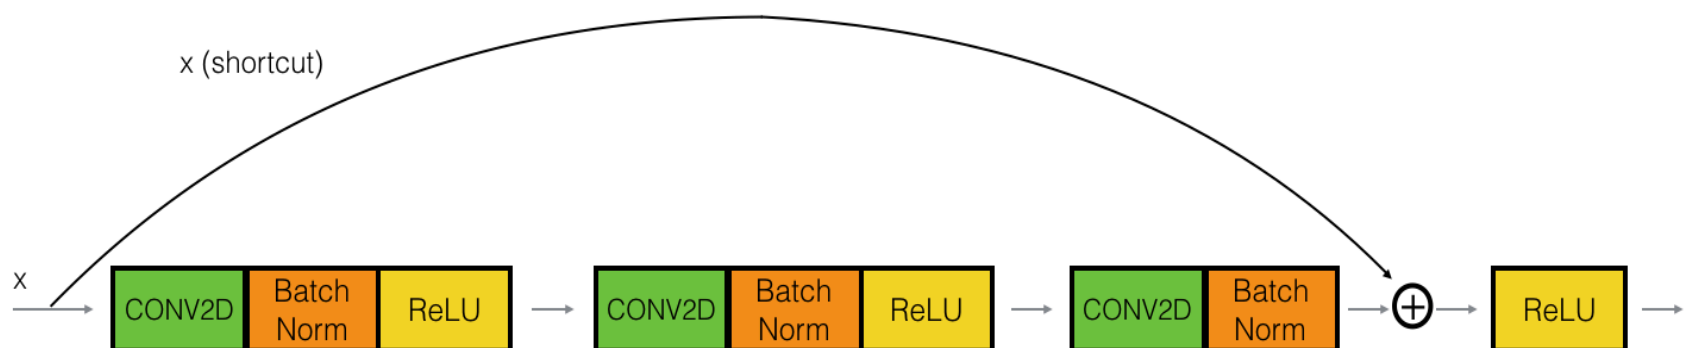 x (shortcut)
x
CONV2D
Batch
Norm
ReLU
CONV2D
Batch
Norm
ReLU
CONV2D
Batch
Norm
ReLU